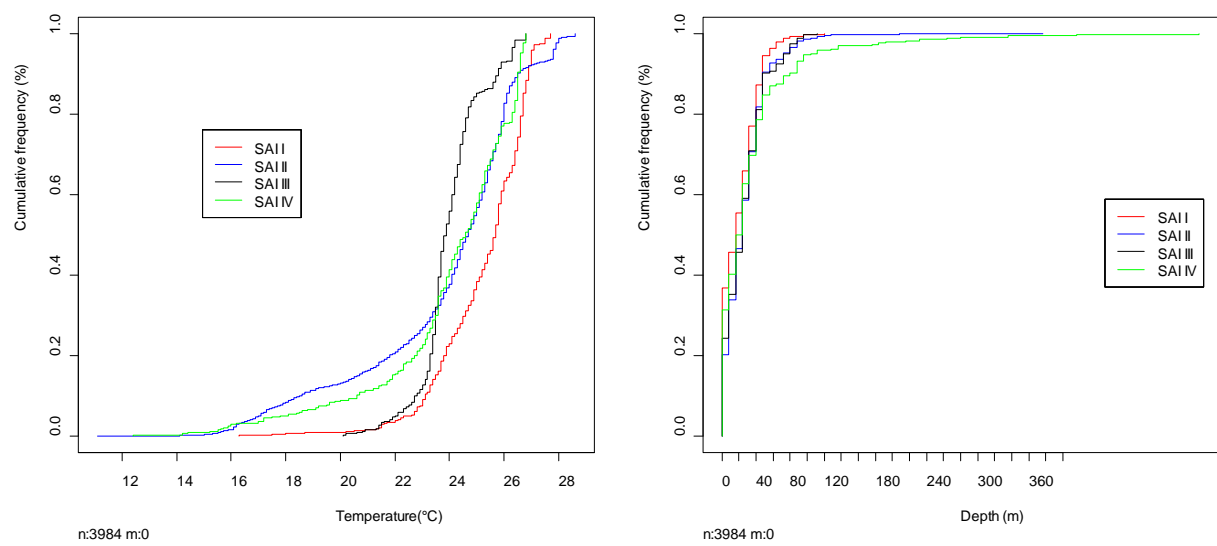 Cumulative frequency (%)
0.0 0.2 0.4 0.6 0.8 1.0
SAI I
SAI II
SAI III
SAI IV
12 14 16 18 20 22 24 26 28
Temperature(°C)
n:3984 m:0
Cumulative frequency (%)
0.0 0.2 0.4 0.6 0.8 1.0
SAI I
SAI II
SAI III
SAI IV
0 40 80 120 180 240 300 360
Depth (m)
n:3984 m:0